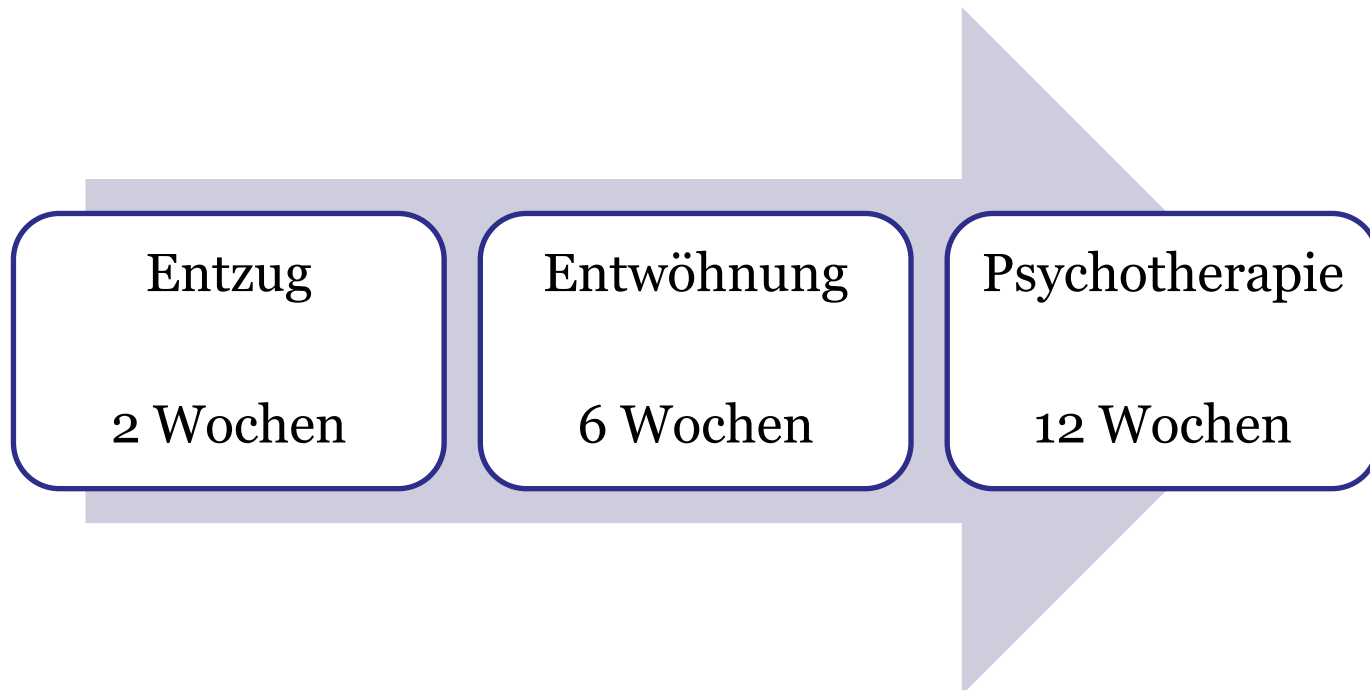 Entzug
2 Wochen
Entwöhnung
6 Wochen
Psychotherapie
12 Wochen